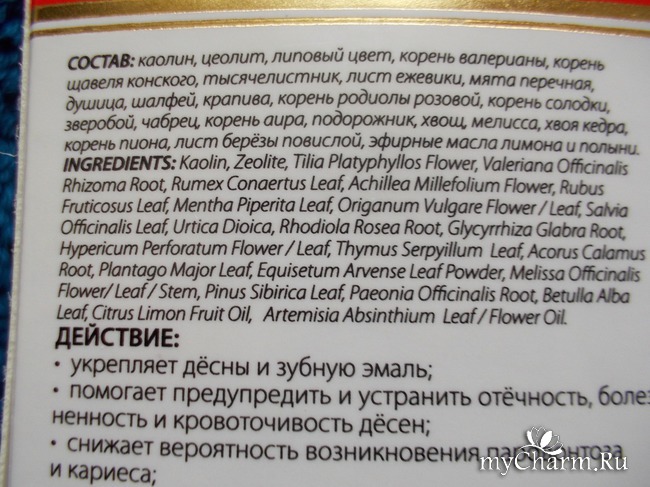 СОСТАВ: каолин, цеолит, липовый цвет, корень валерианы, корень
щавеля конского, тысячелистник, лист ежевики, мята перечная,
душица, шалфей, крапива, корень родиолы розовой, корень солодки,
зверобой, чабрец, корень аира, подорожник, хвощ, мелисса, хвоя кедра,
корень пиона, лист берёзы повислой, эфирные масла лимона и полыни.
INGREDIENTS: Kaolin, Zeolite, Tilia Platyphyllos Flower, Valeriana Officinalis
Rhizoma Root, Rumex Conaertus Leaf, Achillea Millefolium Flower, Rubus
Fruticosus Leaf, Mentha Piperita Leaf, Origanum Vulgare Flower / Leaf, Salvia
Officinalis Leaf, Urtica Dioica, Rhodiola Rosea Root, Glycyrrhiza Glabra Root,
Hypericum Perforatum Flower / Leaf, Thymus Serpyillum Leaf, Acorus Calamus
Root, Plantago Major Leaf, Equisetum Arvense Leaf Powder, Melissa Officinalis
Flower/ Leaf / Stem, Pinus Sibirica Leaf, Paeonia Officinalis Root, Betulla Alba
Leaf, Citrus Limon Fruit Oil, Artemisia Absinthium Leaf / Flower Oil.
ДЕЙСТВИЕ:
• укрепляет дёсны и зубную эмаль;
• помогает предупредить и устранить отёчность, болез
ненность и кровоточивость дёсен;
• снижает вероятность возникновения пародонтоза
и кариеса;
myCharm.Ru